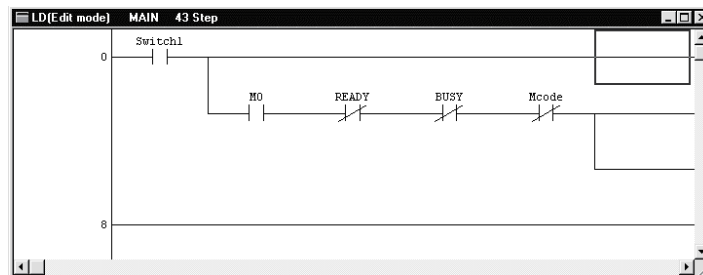 LD(Edit mode) MAIN 43 Step
Switch1
0
M0 READY BUSY Mcode
8